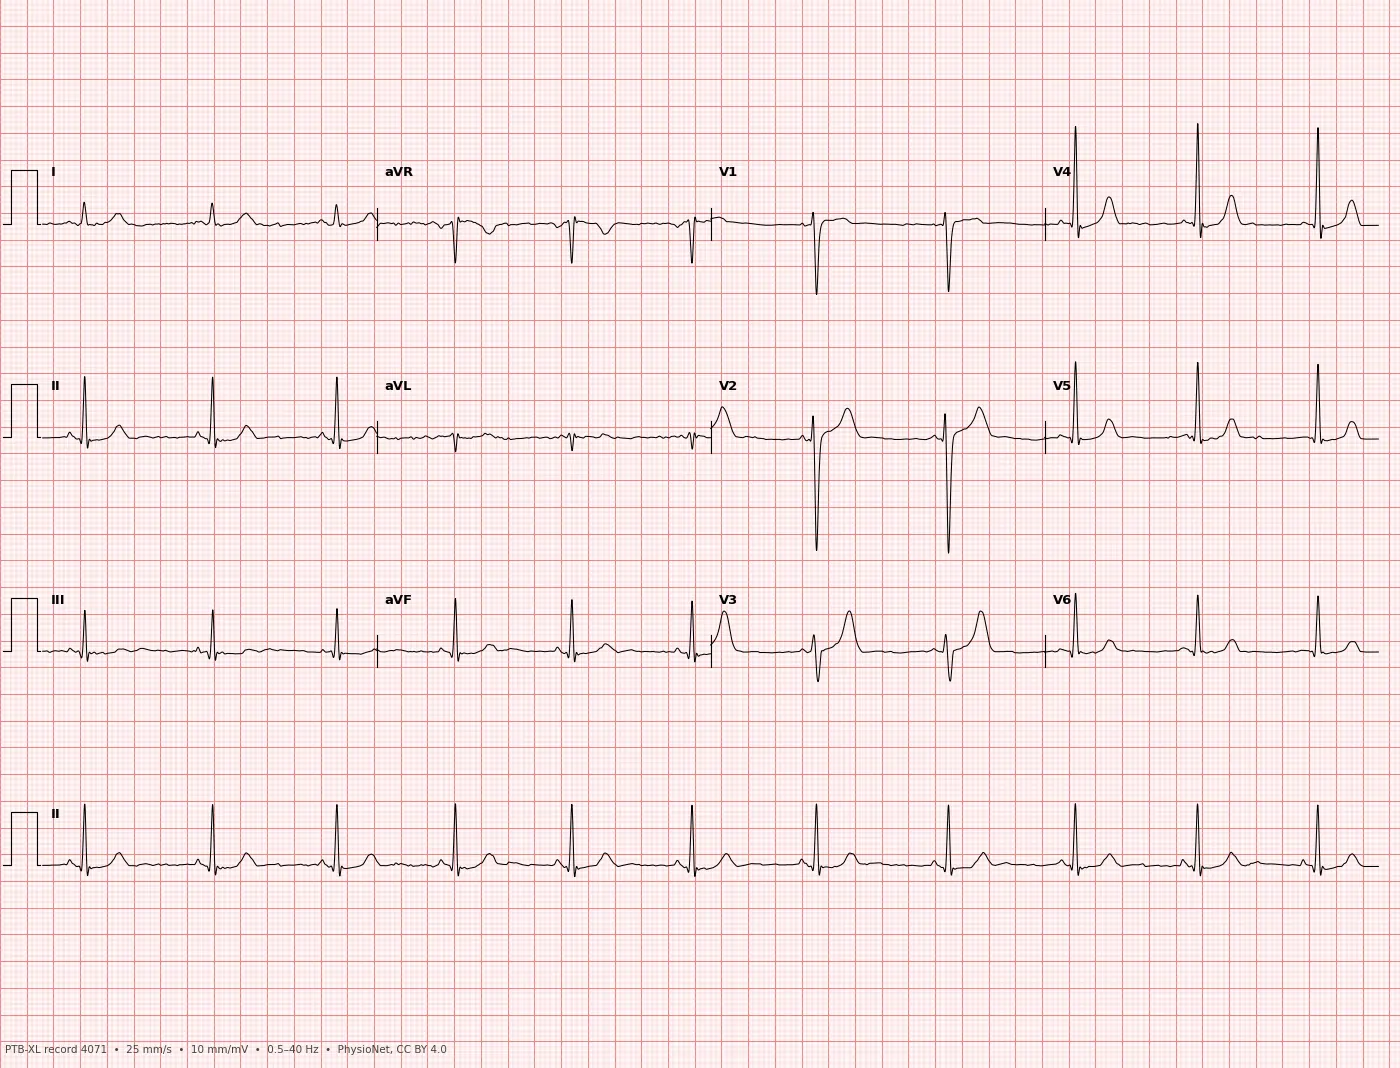 I aVR V1 V4
II aVL V2 V5
III aVF V3 V6
II
PTB-XL record 4071 • 25 mm/s • 10 mm/mV • 0.5–40 Hz • PhysioNet, CC BY 4.0